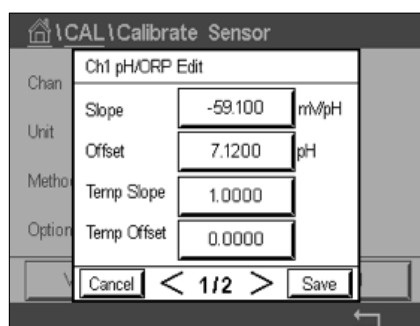 \CAL\Calibrate Sensor
Ch1 pH/ORP Edit
Chan
Slope -59.100 mV/pH
Unit
Offset 7.1200 pH
Temp Slope 1.0000
Option
Temp Offset 0.0000
Cancel < 1/2 > Save